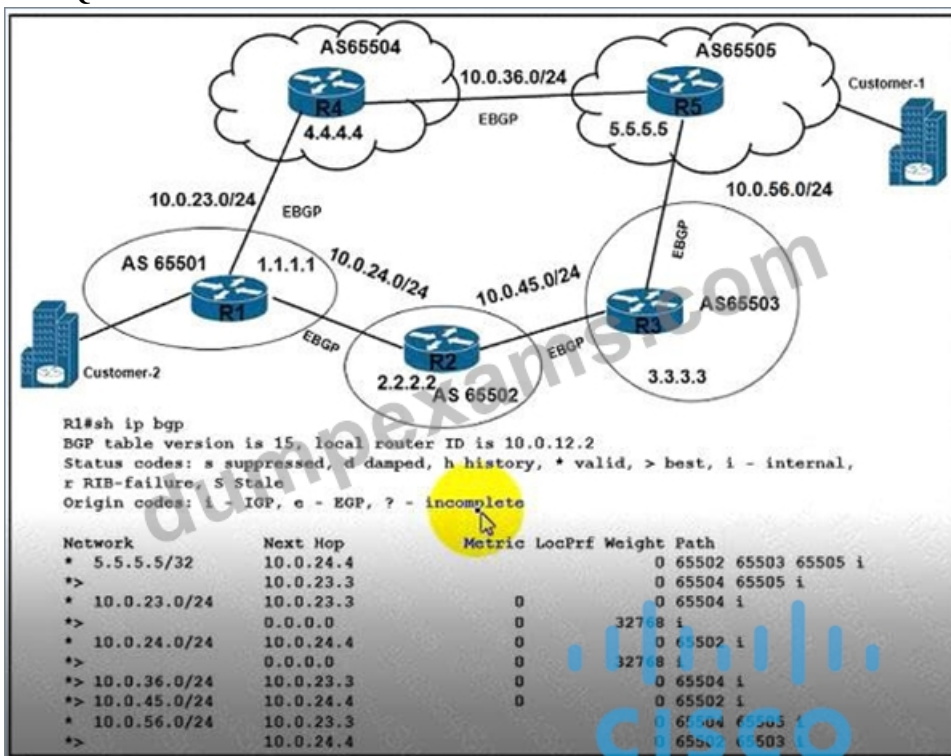 AS65504
AS65505
10.0.36.0/24
Customer-1
R4
R5
EBGP
4.4.4.4
5.5.5.5
10.0.23.0/24
10.0.56.0/24
EBGP
EBGP
AS 65501
1.1.1.1
10.0.24.0/24
10.0.45.0/24
R1
R3
AS65503
EBGP
R2
EBGP
Customer-2
2.2.2.2
AS 65502
3.3.3.3
dumpexams.com
R1#sh ip bgp
BGP table version is 15, local router ID is 10.0.12.2
Status codes: s suppressed, d damped, h history, * valid, > best, i - internal,
r RIB-failure, S Stale
Origin codes: i - IGP, e - EGP, ? - incomplete
Network Next Hop Metric LocPrf Weight Path
* 5.5.5.5/32 10.0.24.4 0 65502 65503 65505 i
*> 10.0.23.3 0 65504 65505 i
* 10.0.23.0/24 10.0.23.3 0 0 65504 i
*> 0.0.0.0 0 32768 i
* 10.0.24.0/24 10.0.24.4 0 0 65502 i
*> 0.0.0.0 0 32768 i
*> 10.0.36.0/24 10.0.23.3 0 0 65504 i
*> 10.0.45.0/24 10.0.24.4 0 0 65502 i
* 10.0.56.0/24 10.0.23.3 0 65504 65505 i
*> 10.0.24.4 0 65502 65503 i
CISCO